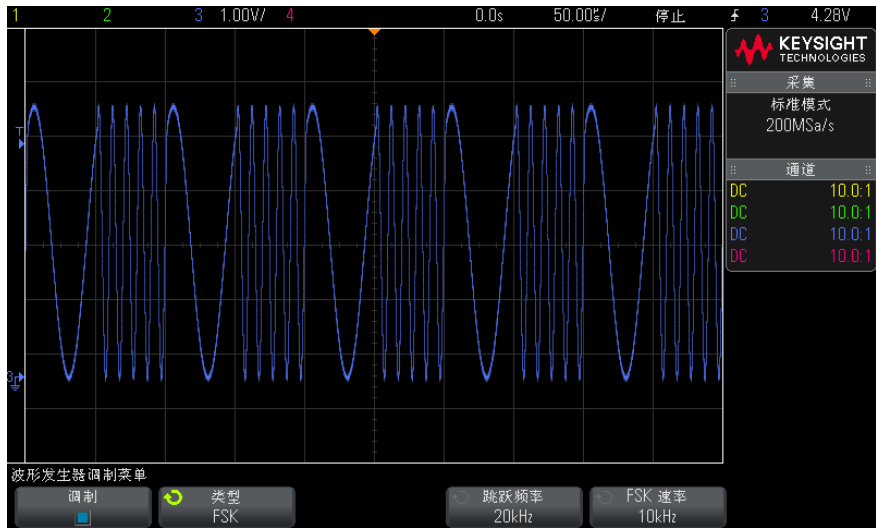 1 2 3 1.00V/ 4 0.0s 50.00µs/ 停止 3 4.28V
KEYSIGHT
TECHNOLOGIES
采集
标准模式
200MSa/s
通道
DC 10.0:1
DC 10.0:1
DC 10.0:1
DC 10.0:1
T
3
波形发生器调制菜单
调制
类型
FSK
跳跃频率
20kHz
FSK 速率
10kHz